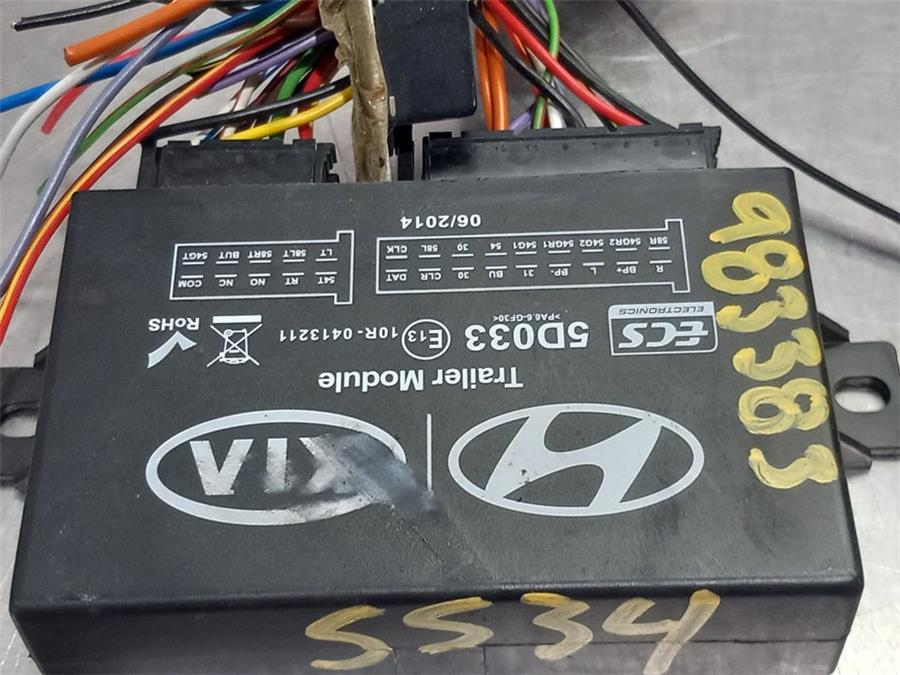 KIA
Trailer Module
ECS
ELECTRONICS
5D033
>PA6.6-GF30<
E13
10R-0413211
RoHS
R BP+ L BP- 31 BU 30 CLR DAT
58R 54GR2 54G2 54GR1 54G1 54 30 58L CLK
54T RT NO NC COM
LT 58LT 58RT BUT 54GT
06/2014
983383
5534